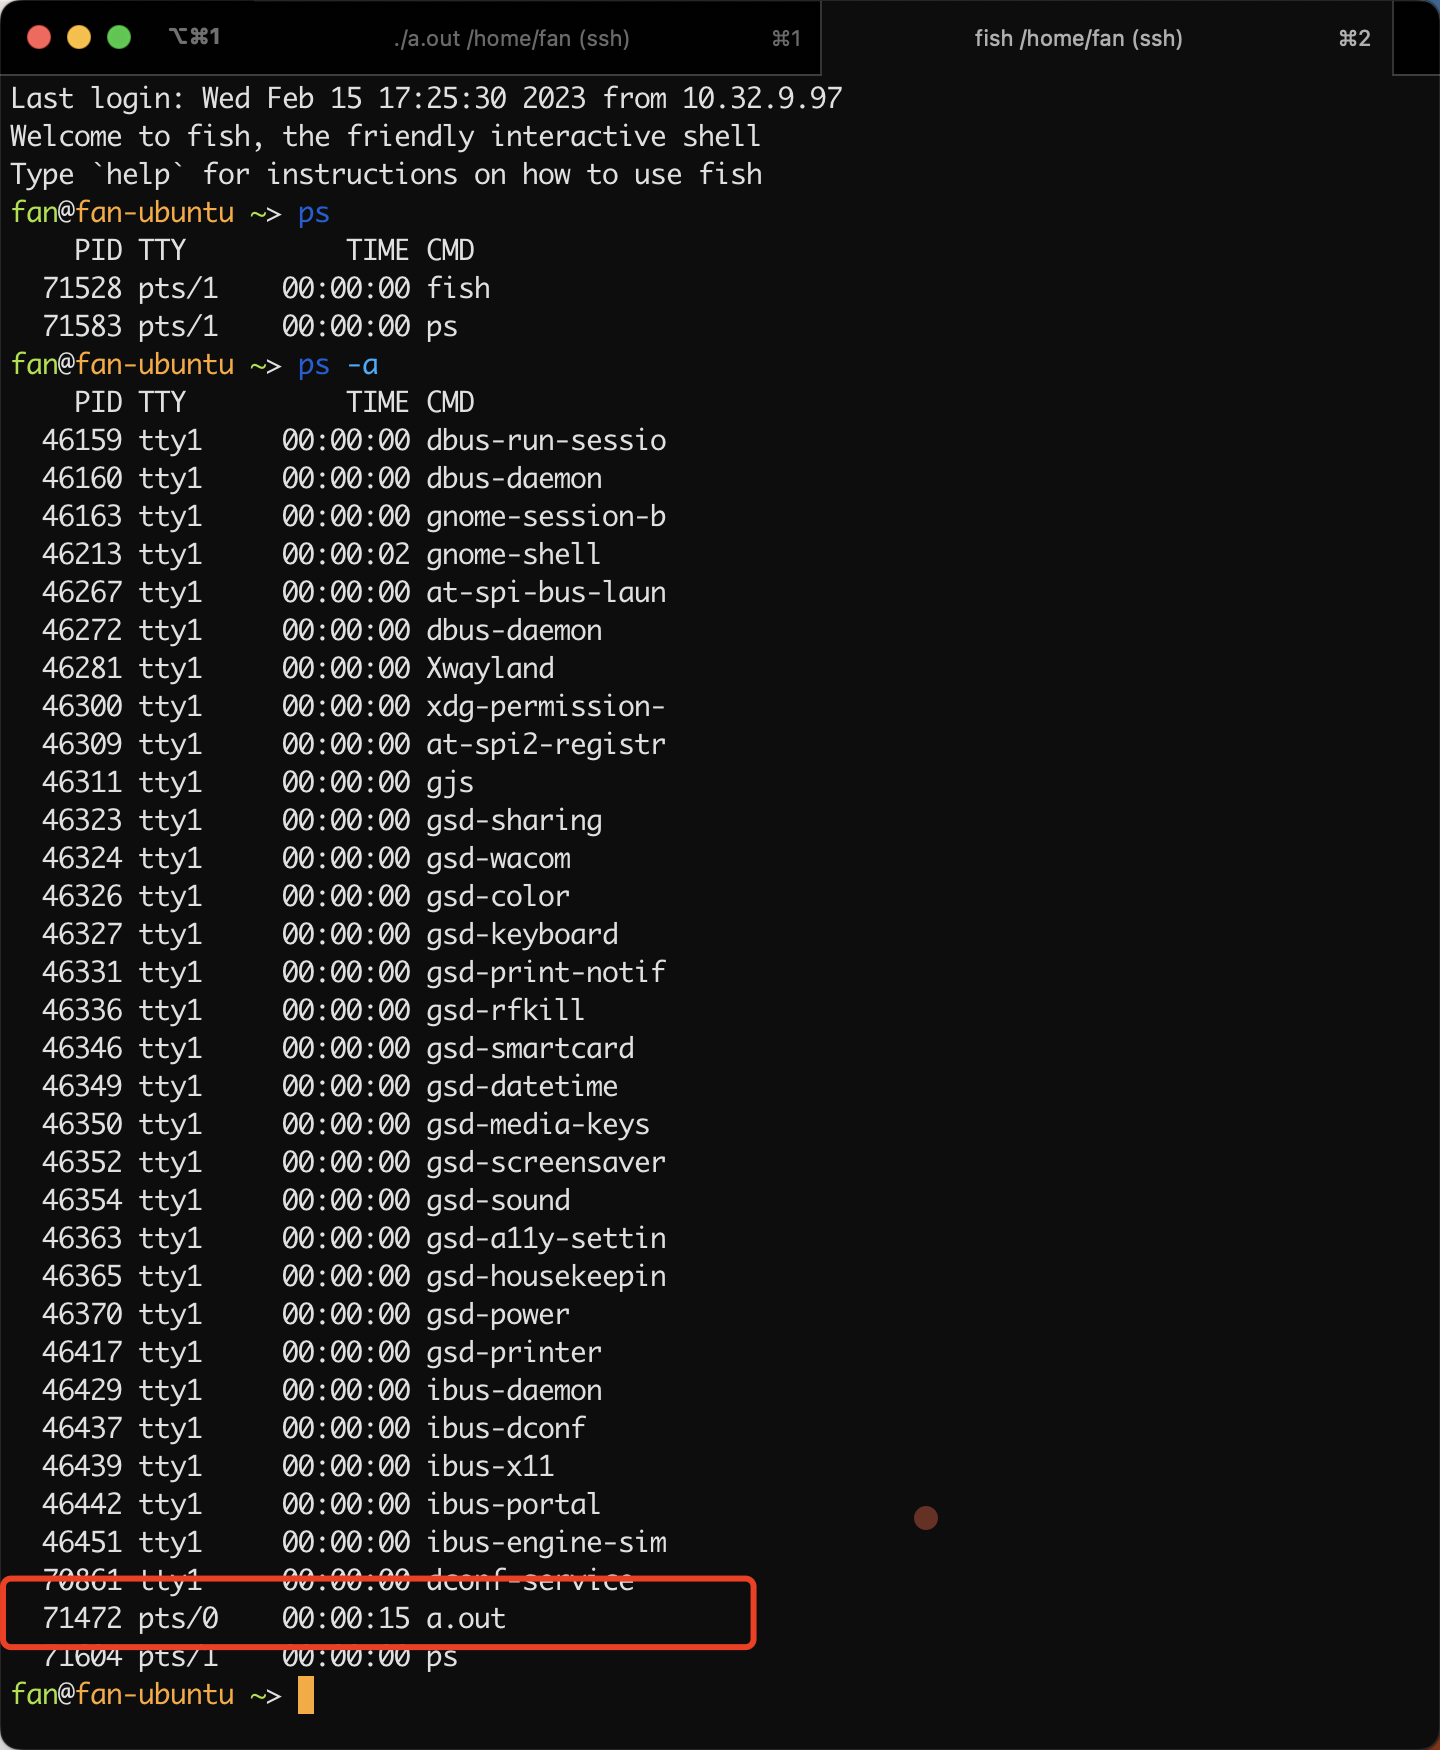 ⌥⌘1 ./a.out /home/fan (ssh) ⌘1 fish /home/fan (ssh) ⌘2
Last login: Wed Feb 15 17:25:30 2023 from 10.32.9.97
Welcome to fish, the friendly interactive shell
Type `help` for instructions on how to use fish
fan@fan-ubuntu ~> ps
    PID TTY          TIME CMD
  71528 pts/1    00:00:00 fish
  71583 pts/1    00:00:00 ps
fan@fan-ubuntu ~> ps -a
    PID TTY          TIME CMD
  46159 tty1     00:00:00 dbus-run-sessio
  46160 tty1     00:00:00 dbus-daemon
  46163 tty1     00:00:00 gnome-session-b
  46213 tty1     00:00:02 gnome-shell
  46267 tty1     00:00:00 at-spi-bus-laun
  46272 tty1     00:00:00 dbus-daemon
  46281 tty1     00:00:00 Xwayland
  46300 tty1     00:00:00 xdg-permission-
  46309 tty1     00:00:00 at-spi2-registr
  46311 tty1     00:00:00 gjs
  46323 tty1     00:00:00 gsd-sharing
  46324 tty1     00:00:00 gsd-wacom
  46326 tty1     00:00:00 gsd-color
  46327 tty1     00:00:00 gsd-keyboard
  46331 tty1     00:00:00 gsd-print-notif
  46336 tty1     00:00:00 gsd-rfkill
  46346 tty1     00:00:00 gsd-smartcard
  46349 tty1     00:00:00 gsd-datetime
  46350 tty1     00:00:00 gsd-media-keys
  46352 tty1     00:00:00 gsd-screensaver
  46354 tty1     00:00:00 gsd-sound
  46363 tty1     00:00:00 gsd-a11y-settin
  46365 tty1     00:00:00 gsd-housekeepin
  46370 tty1     00:00:00 gsd-power
  46417 tty1     00:00:00 gsd-printer
  46429 tty1     00:00:00 ibus-daemon
  46437 tty1     00:00:00 ibus-dconf
  46439 tty1     00:00:00 ibus-x11
  46442 tty1     00:00:00 ibus-portal
  46451 tty1     00:00:00 ibus-engine-sim
  70861 tty1     00:00:00 dconf-service
  71472 pts/0    00:00:15 a.out
  71604 pts/1    00:00:00 ps
fan@fan-ubuntu ~>